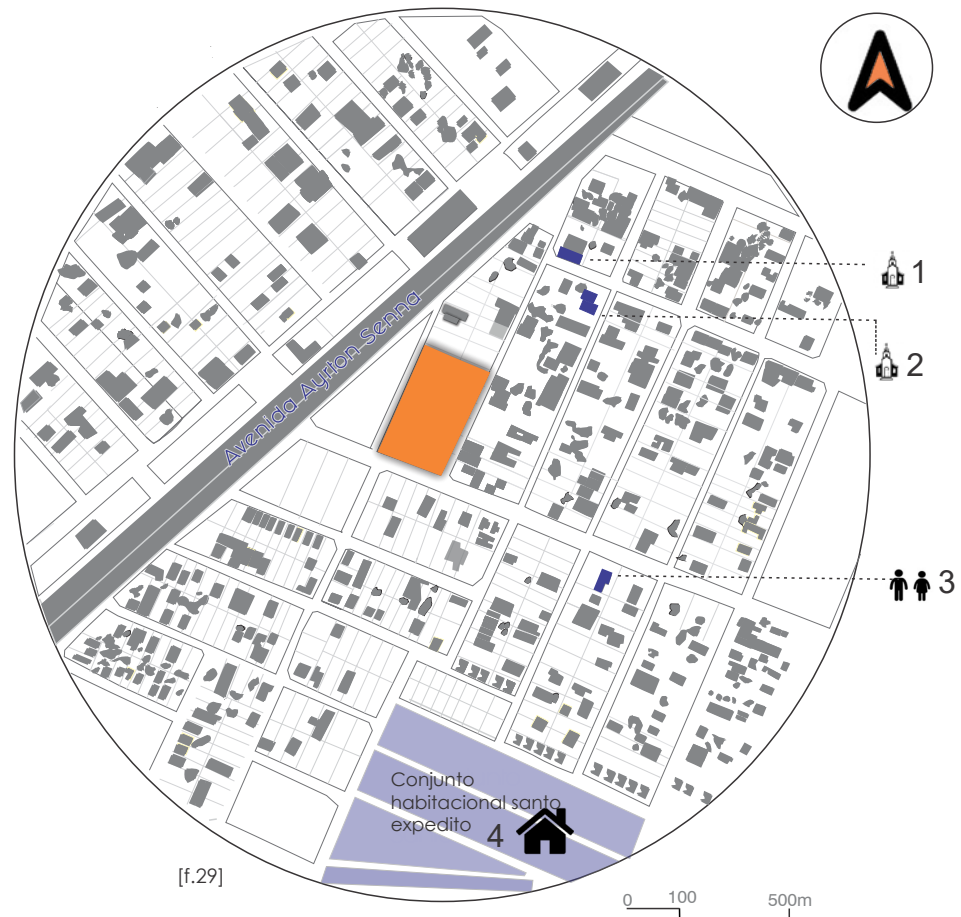 1
2
Avenida Ayrton Senna
3
Conjunto
habitacional santo
expedito
4
[f.29]
0 100 500m